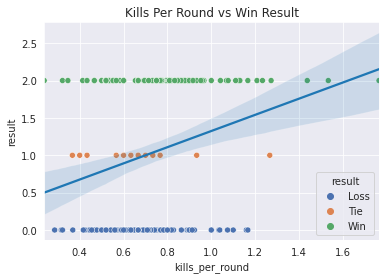 Kills Per Round vs Win Result
2.5
2.0
1.5
1.0
0.5
0.0
result
0.4 0.6 0.8 1.0 1.2 1.4 1.6
kills_per_round
result
Loss
Tie
Win